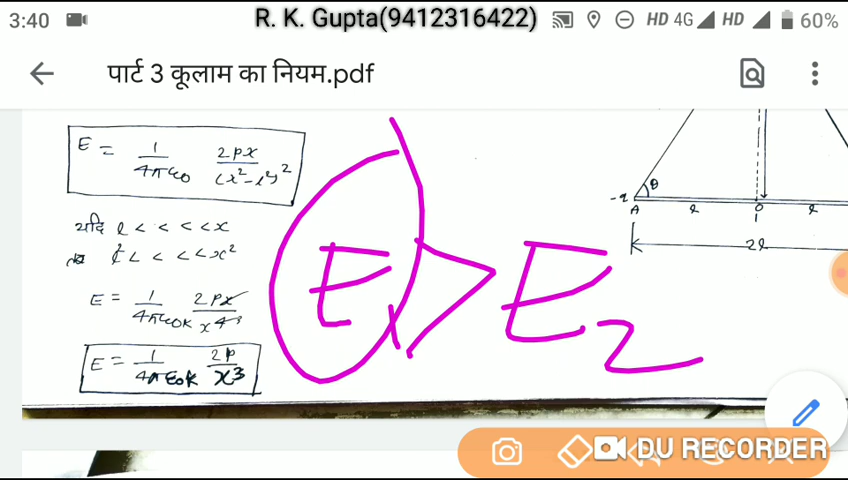 3:40 R. K. Gupta(9412316422) HD 4G HD 60%
पार्ट 3 कूलाम का नियम.pdf
E = 1/4πε0 2px/(x²-l²)²
यदि l < < < < x
l² < < < < x²
E = 1/4πε0K 2px/x⁴
E = 1/4πε0K 2p/x³
E1 > E2
-q θ
A l O l
1
2l
DU RECORDER